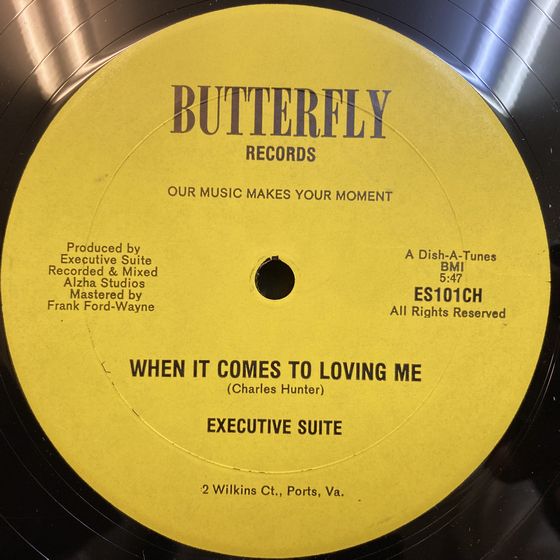 BUTTERFLY
RECORDS
OUR MUSIC MAKES YOUR MOMENT
Produced by
Executive Suite
Recorded & Mixed
Alzha Studios
Mastered by
Frank Ford-Wayne
A Dish-A-Tunes
BMI
5:47
ES101CH
All Rights Reserved
WHEN IT COMES TO LOVING ME
(Charles Hunter)
EXECUTIVE SUITE
2 Wilkins Ct., Ports, Va.